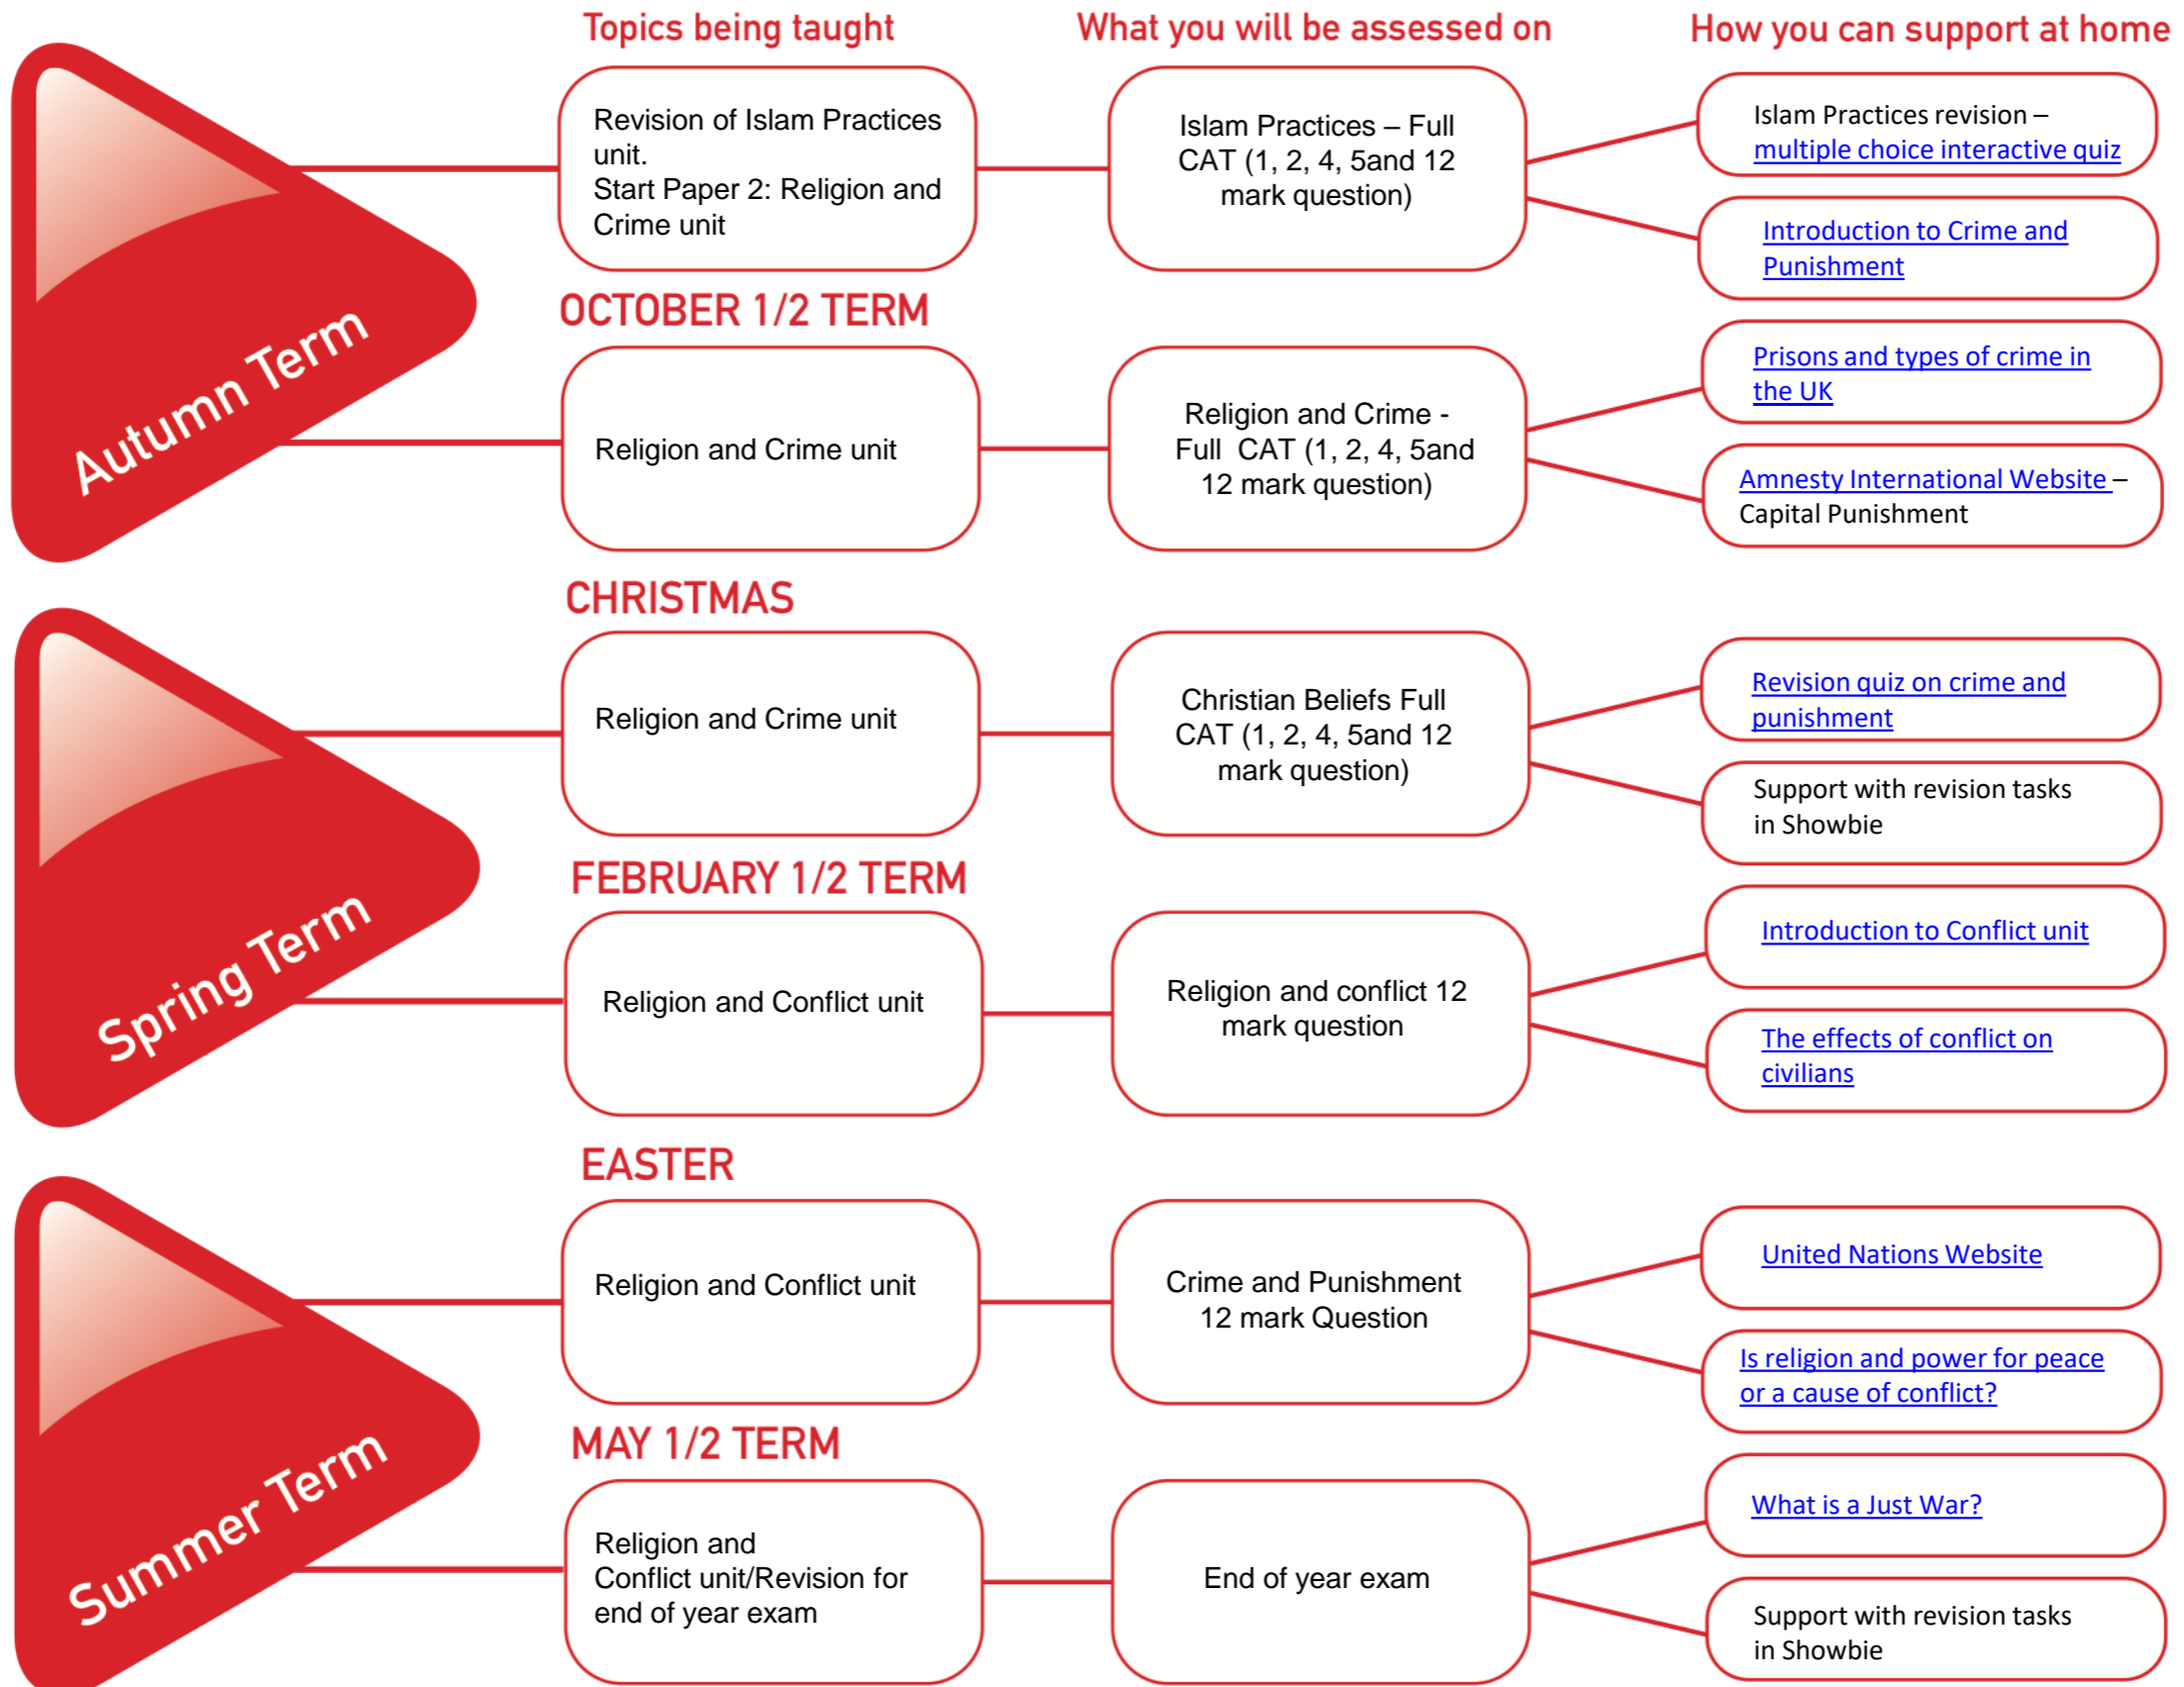 Topics being taught
What you will be assessed on
How you can support at home
Autumn Term
Revision of Islam Practices
unit.
Start Paper 2: Religion and
Crime unit
Islam Practices – Full
CAT (1, 2, 4, 5and 12
mark question)
Islam Practices revision –
multiple choice interactive quiz
Introduction to Crime and
Punishment
OCTOBER 1/2 TERM
Religion and Crime unit
Religion and Crime -
Full  CAT (1, 2, 4, 5and
12 mark question)
Prisons and types of crime in
the UK
Amnesty International Website –
Capital Punishment
CHRISTMAS
Spring Term
Religion and Crime unit
Christian Beliefs Full
CAT (1, 2, 4, 5and 12
mark question)
Revision quiz on crime and
punishment
Support with revision tasks
in Showbie
FEBRUARY 1/2 TERM
Religion and Conflict unit
Religion and conflict 12
mark question
Introduction to Conflict unit
The effects of conflict on
civilians
EASTER
Summer Term
Religion and Conflict unit
Crime and Punishment
12 mark Question
United Nations Website
Is religion and power for peace
or a cause of conflict?
MAY 1/2 TERM
Religion and
Conflict unit/Revision for
end of year exam
End of year exam
What is a Just War?
Support with revision tasks
in Showbie